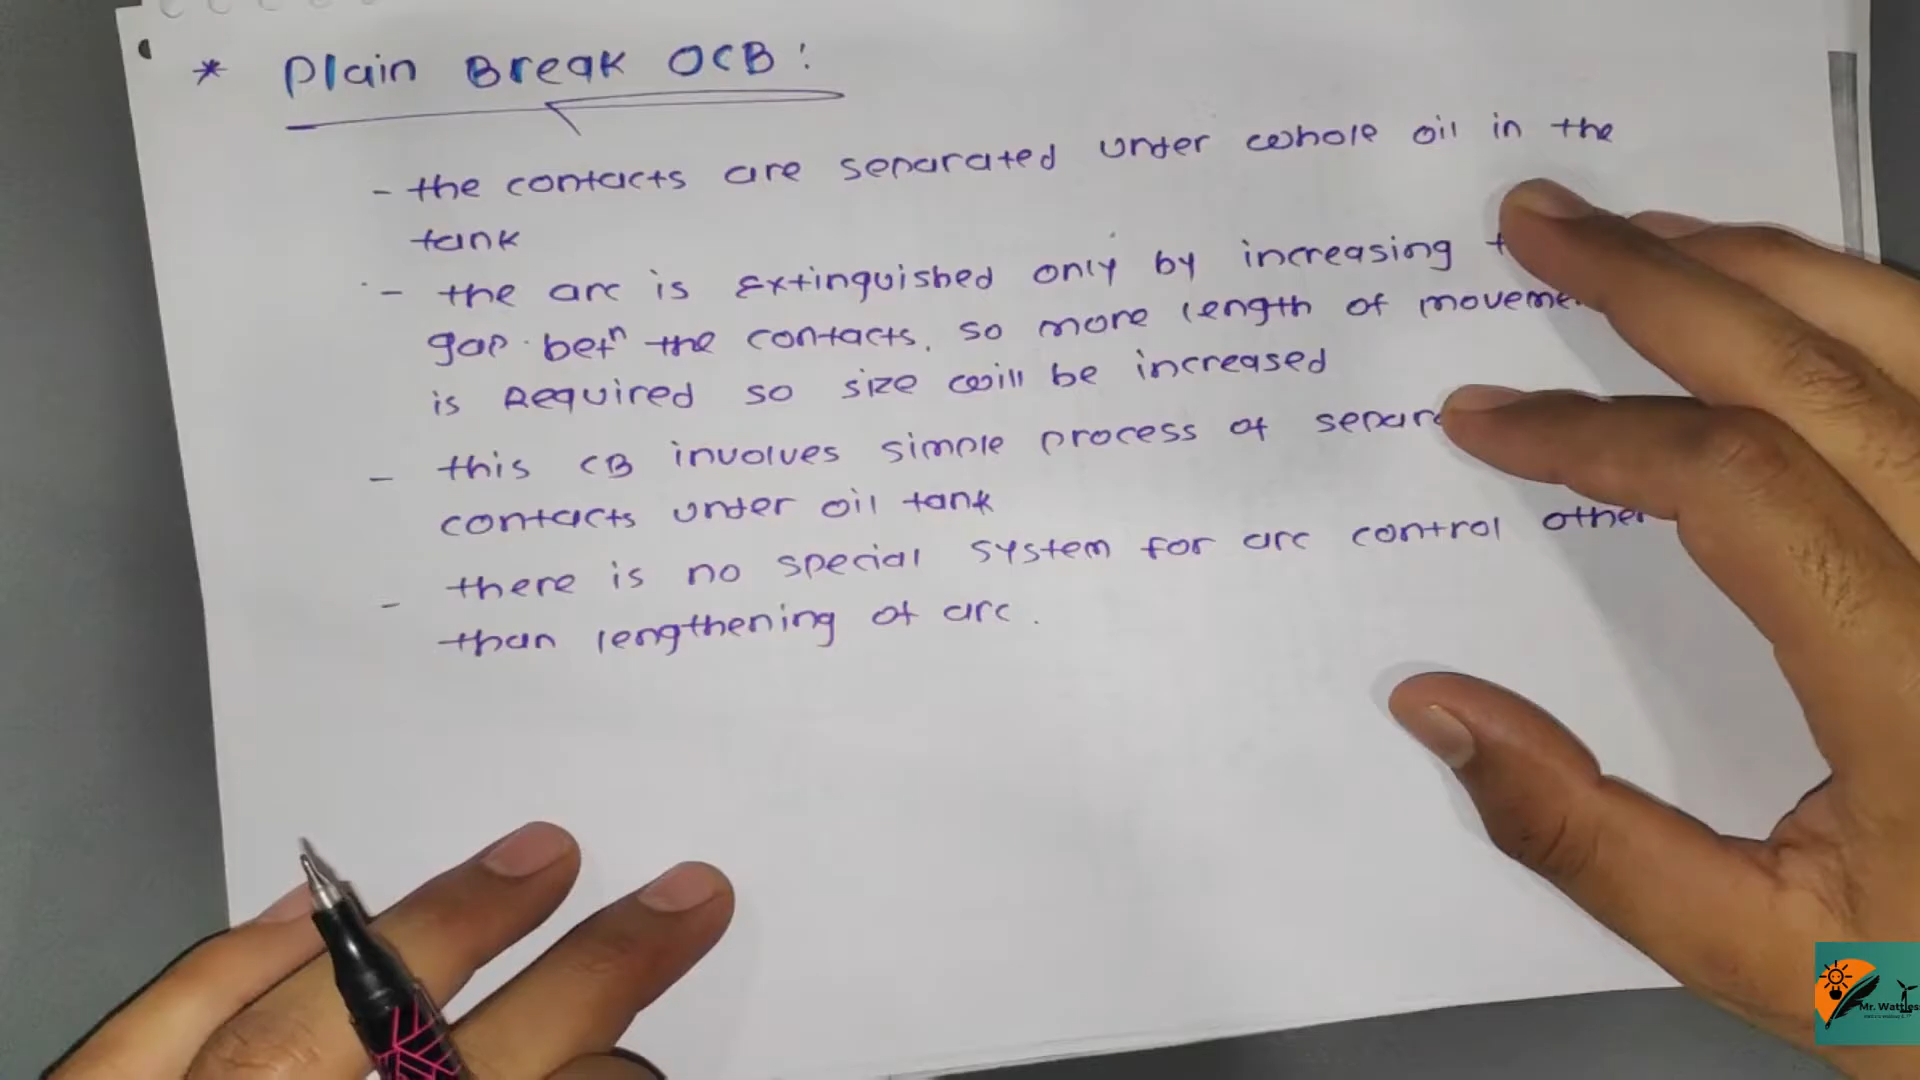 * Plain Break OCB :
- the contacts are separated under whole oil in the
tank
- the arc is Extinguished only by increasing
gap betn the contacts. so more length of
is Required so size will be increased
- this CB involves simple process of
contacts under oil tank
- there is no special system for arc control other
than lengthening of arc.
Mr. Wattless